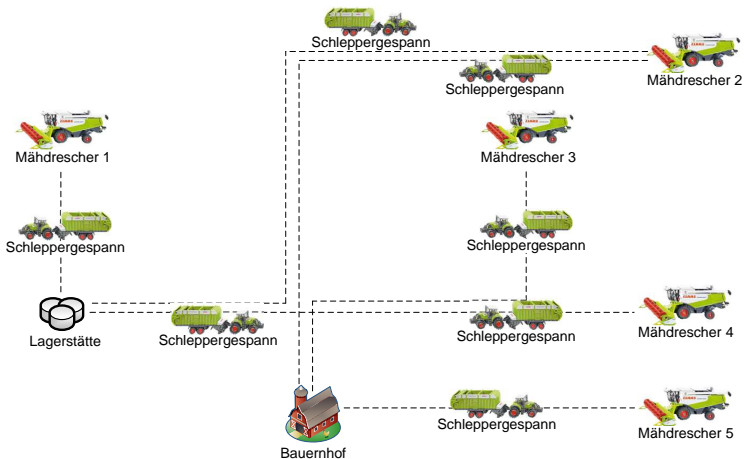 Schleppergespann
Mähdrescher 2
Schleppergespann
Mähdrescher 1
Mähdrescher 3
Schleppergespann
Schleppergespann
Lagerstätte
Schleppergespann
Schleppergespann
Mähdrescher 4
Schleppergespann
Mähdrescher 5
Bauernhof